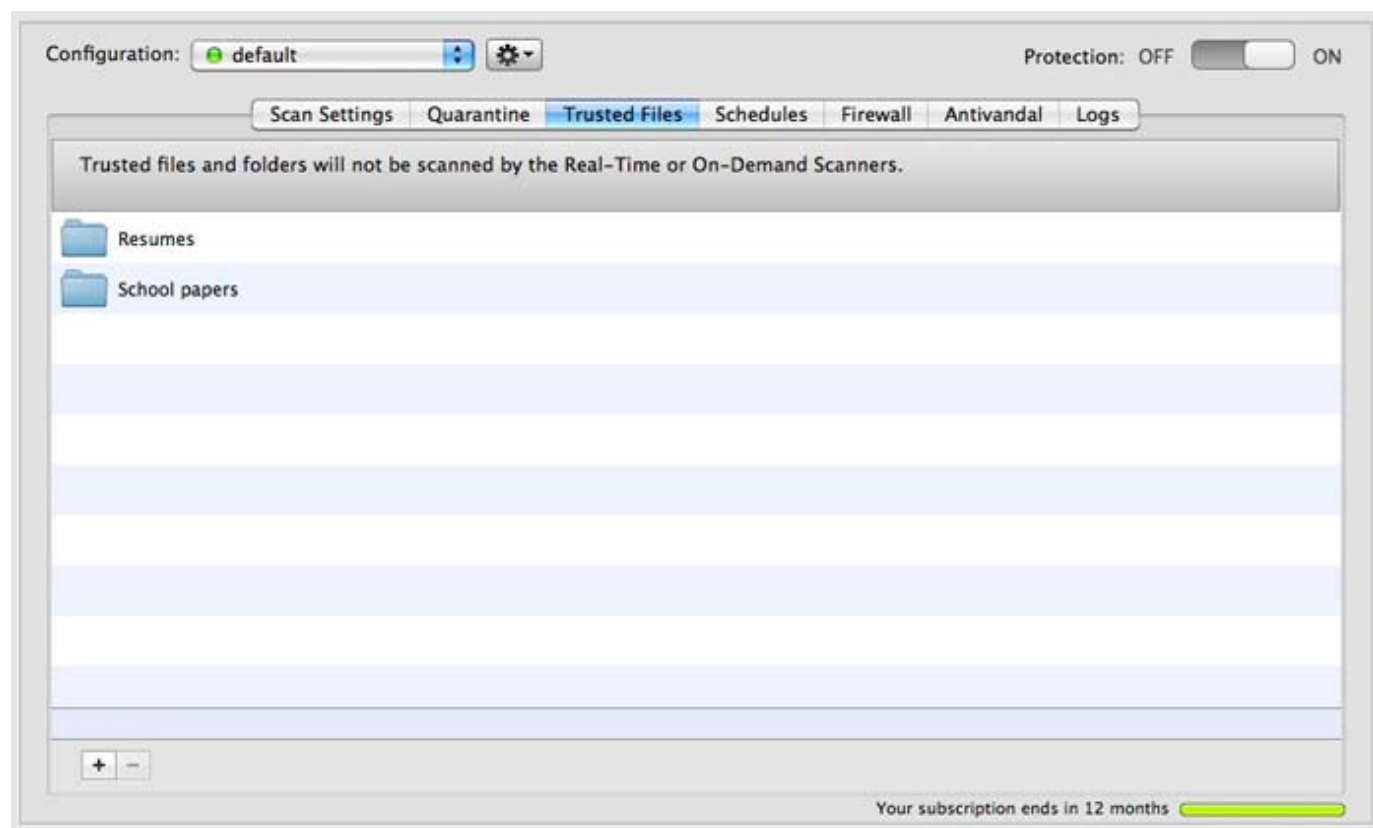 Configuration: default Protection: OFF ON
Scan Settings Quarantine Trusted Files Schedules Firewall Antivandal Logs
Trusted files and folders will not be scanned by the Real-Time or On-Demand Scanners.
Resumes
School papers
+ -
Your subscription ends in 12 months